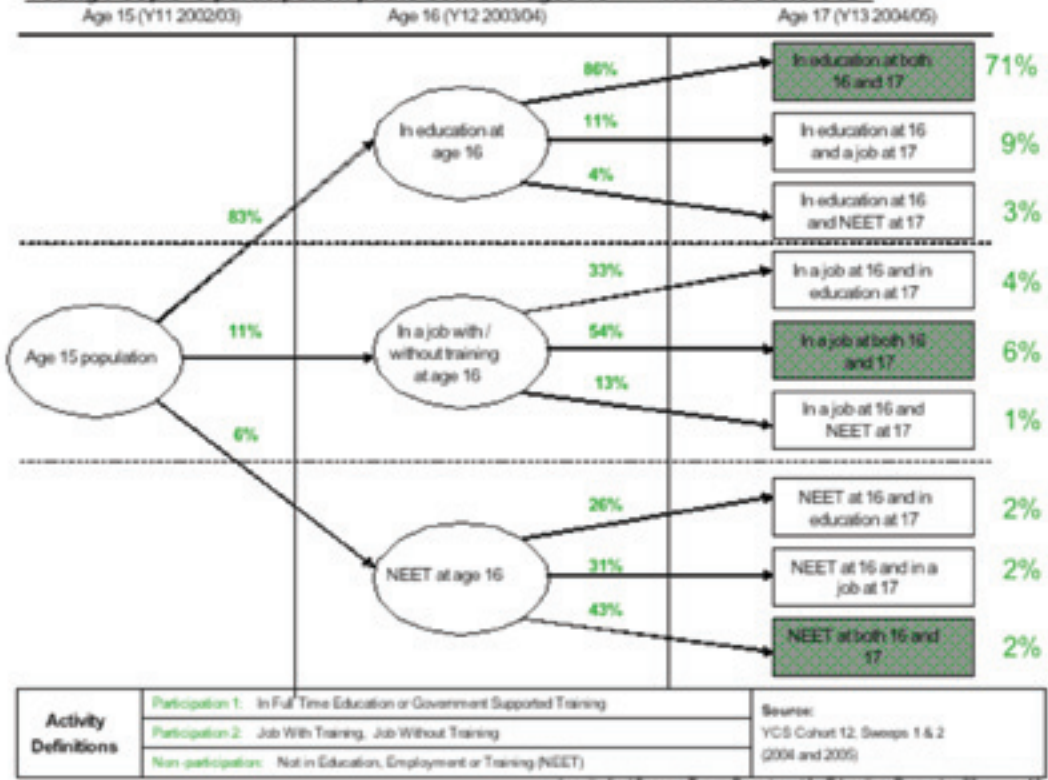 Age 15 (Y11 2002/03)
Age 16 (Y12 2003/04)
Age 17 (Y13 2004/05)
86%
In education at both
16 and 17
71%
In education at
age 16
11%
In education at 16
and a job at 17
9%
4%
In education at 16
and NEET at 17
3%
83%
33%
In a job at 16 and in
education at 17
4%
Age 15 population
11%
In a job with /
without training
at age 16
54%
In a job at both 16
and 17
6%
13%
In a job at 16 and
NEET at 17
1%
6%
26%
NEET at 16 and in
education at 17
2%
NEET at age 16
31%
NEET at 16 and in a
job at 17
2%
43%
NEET at both 16 and
17
2%
Activity
Definitions
Participation 1: In Full Time Education or Government Supported Training
Participation 2: Job With Training, Job Without Training
Non-participation: Not in Education, Employment or Training (NEET)
Source:
YCS Cohort 12, Sweeps 1 & 2
(2004 and 2005)